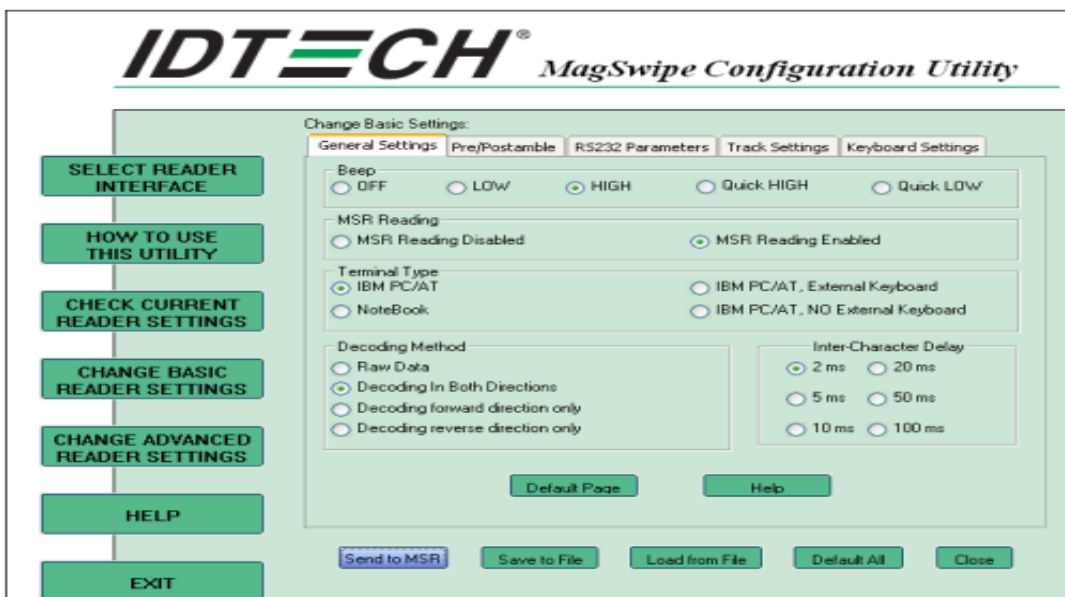 IDTECH®
MagSwipe Configuration Utility
SELECT READER
INTERFACE
HOW TO USE
THIS UTILITY
CHECK CURRENT
READER SETTINGS
CHANGE BASIC
READER SETTINGS
CHANGE ADVANCED
READER SETTINGS
HELP
EXIT
Change Basic Settings:
General Settings Pre/Postamble RS232 Parameters Track Settings Keyboard Settings
Beep
OFF LOW HIGH Quick HIGH Quick LOW
MSR Reading
MSR Reading Disabled MSR Reading Enabled
Terminal Type
IBM PC/AT IBM PC/AT, External Keyboard
NoteBook IBM PC/AT, NO External Keyboard
Decoding Method
Raw Data
Decoding In Both Directions
Decoding forward direction only
Decoding reverse direction only
Inter-Character Delay
2 ms 20 ms
5 ms 50 ms
10 ms 100 ms
Default Page Help
Send to MSR Save to File Load from File Default All Close